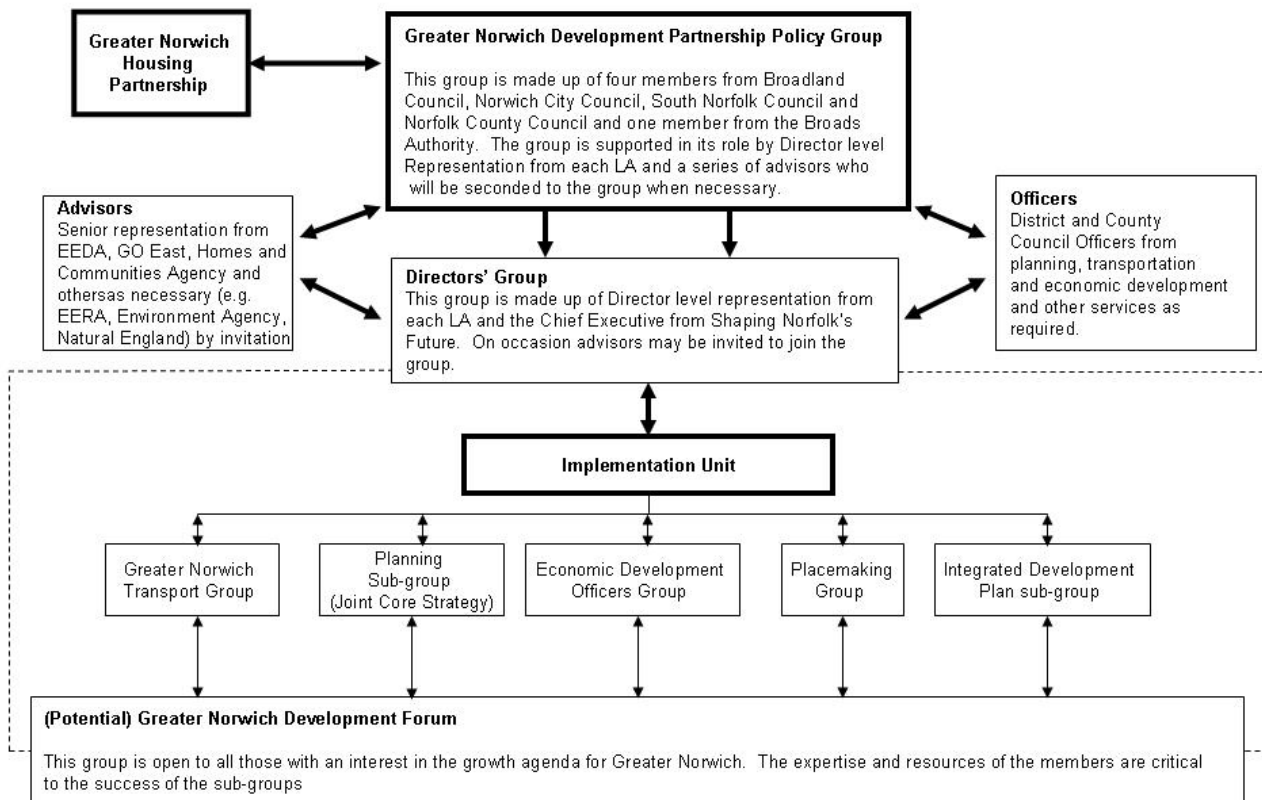 Greater Norwich
Housing
Partnership
Greater Norwich Development Partnership Policy Group
This group is made up of four members from Broadland
Council, Norwich City Council, South Norfolk Council and
Norfolk County Council and one member from the Broads
Authority. The group is supported in its role by Director level
Representation from each LA and a series of advisors who
will be seconded to the group when necessary.
Advisors
Senior representation from
EEDA, GO East, Homes and
Communities Agency and
othersas necessary (e.g.
EERA, Environment Agency,
Natural England) by invitation
Directors' Group
This group is made up of Director level representation from
each LA and the Chief Executive from Shaping Norfolk's
Future. On occasion advisors may be invited to join the
group.
Officers
District and County
Council Officers from
planning, transportation
and economic development
and other services as
required.
Implementation Unit
Greater Norwich
Transport Group
Planning
Sub-group
(Joint Core Strategy)
Economic Development
Officers Group
Placemaking
Group
Integrated Development
Plan sub-group
(Potential) Greater Norwich Development Forum
This group is open to all those with an interest in the growth agenda for Greater Norwich. The expertise and resources of the members are critical
to the success of the sub-groups